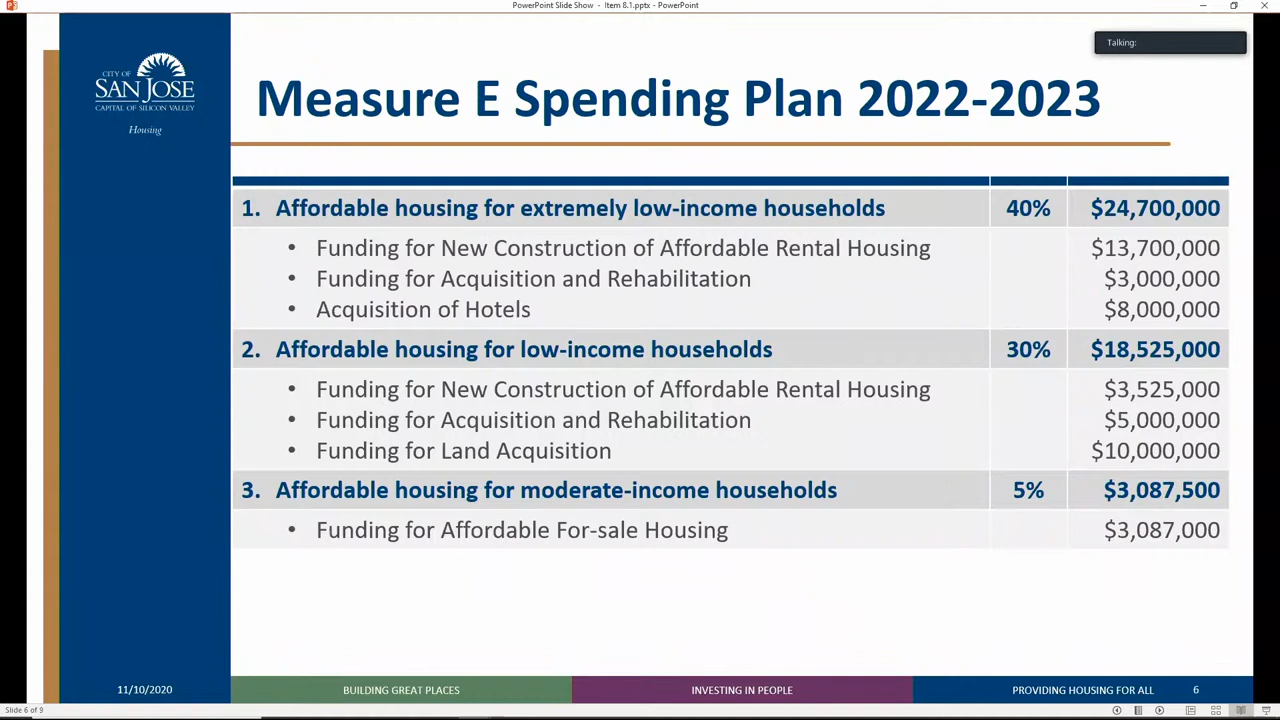 PowerPoint Slide Show - Item 8.1.pptx - PowerPoint
Talking:
CITY OF
SAN JOSE
CAPITAL OF SILICON VALLEY
Housing
Measure E Spending Plan 2022-2023
1. Affordable housing for extremely low-income households 40% $24,700,000
• Funding for New Construction of Affordable Rental Housing $13,700,000
• Funding for Acquisition and Rehabilitation $3,000,000
• Acquisition of Hotels $8,000,000
2. Affordable housing for low-income households 30% $18,525,000
• Funding for New Construction of Affordable Rental Housing $3,525,000
• Funding for Acquisition and Rehabilitation $5,000,000
• Funding for Land Acquisition $10,000,000
3. Affordable housing for moderate-income households 5% $3,087,500
• Funding for Affordable For-sale Housing $3,087,000
11/10/2020 BUILDING GREAT PLACES INVESTING IN PEOPLE PROVIDING HOUSING FOR ALL 6
Slide 6 of 9